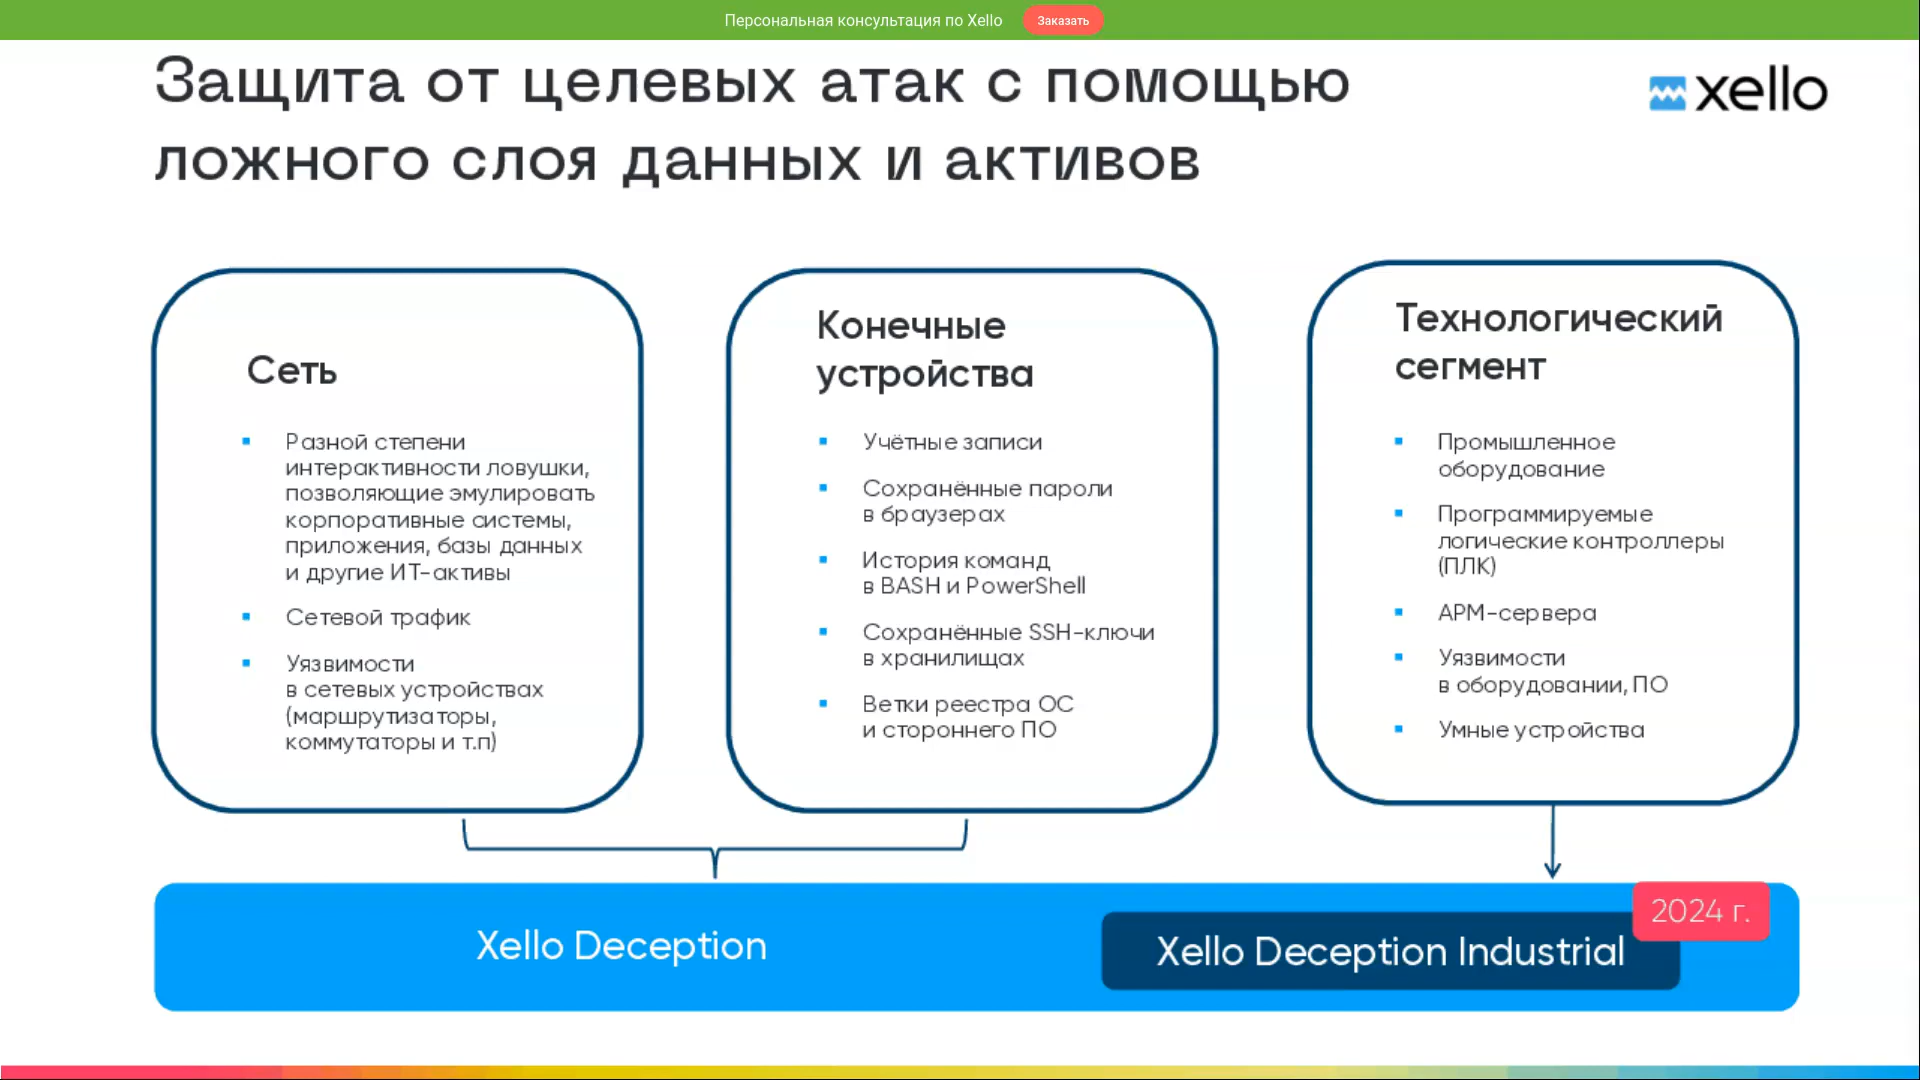 Персональная консультация по Xello
Заказать
Защита от целевых атак с помощью
ложного слоя данных и активов
xello
Сеть
Разной степени
интерактивности ловушки,
позволяющие эмулировать
корпоративные системы,
приложения, базы данных
и другие ИТ-активы
Сетевой трафик
Уязвимости
в сетевых устройствах
(маршрутизаторы,
коммутаторы и т.п)
Конечные
устройства
Учётные записи
Сохранённые пароли
в браузерах
История команд
в BASH и PowerShell
Сохранённые SSH-ключи
в хранилищах
Ветки реестра ОС
и стороннего ПО
Технологический
сегмент
Промышленное
оборудование
Программируемые
логические контроллеры
(ПЛК)
АРМ-сервера
Уязвимости
в оборудовании, ПО
Умные устройства
Xello Deception
2024 г.
Xello Deception Industrial